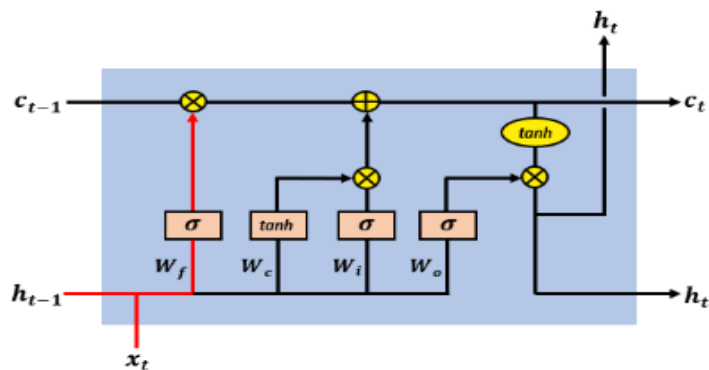 h_t
c_{t-1} c_t
tanh
σ tanh σ σ
W_f W_c W_i W_o
h_{t-1} h_t
x_t